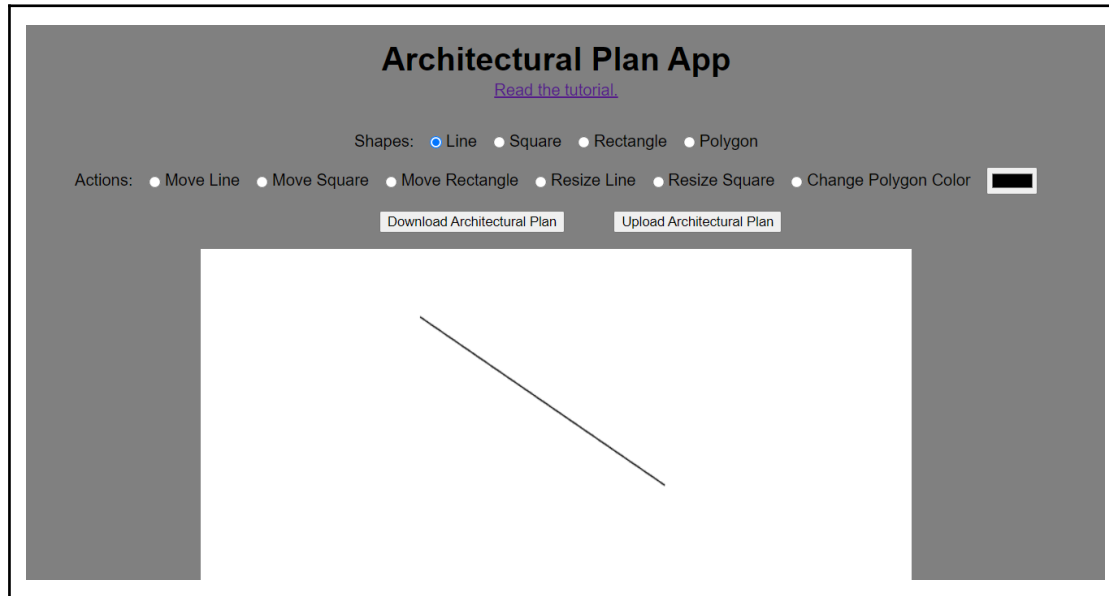 Architectural Plan App
Read the tutorial.
Shapes: Line Square Rectangle Polygon
Actions: Move Line Move Square Move Rectangle Resize Line Resize Square Change Polygon Color
Download Architectural Plan Upload Architectural Plan